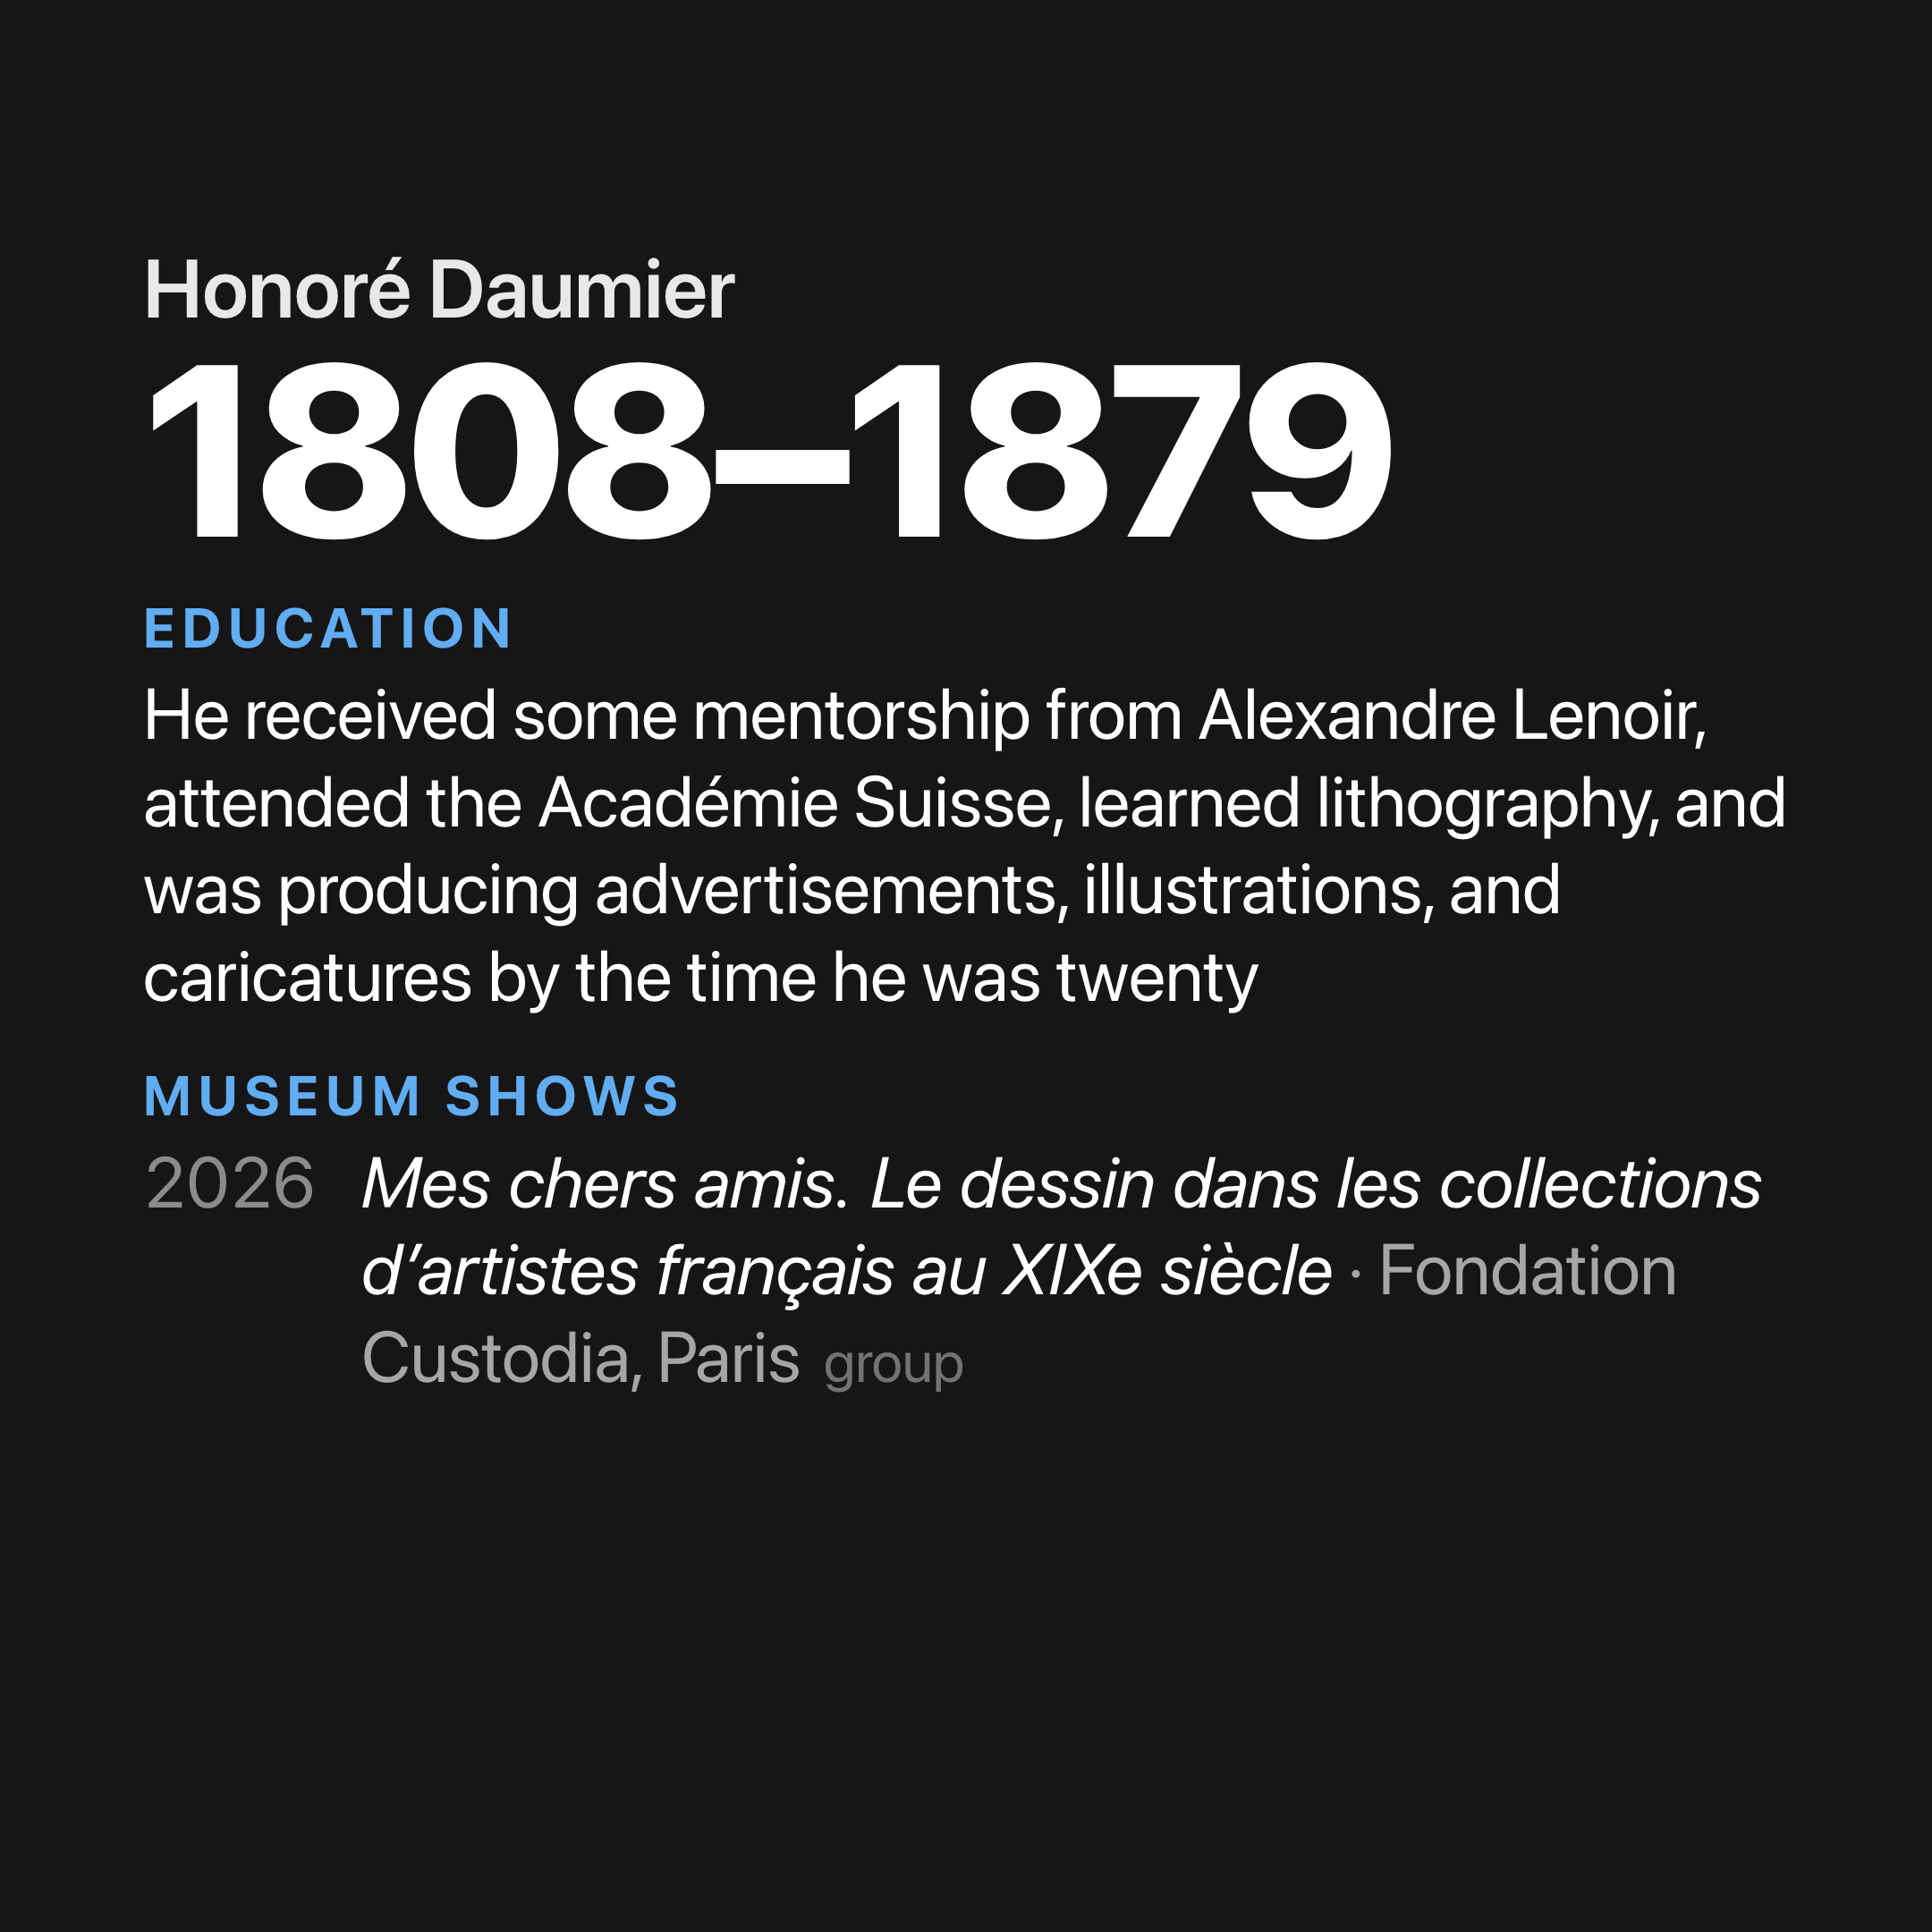 Honoré Daumier
1808–1879
EDUCATION
He received some mentorship from Alexandre Lenoir,
attended the Académie Suisse, learned lithography, and
was producing advertisements, illustrations, and
caricatures by the time he was twenty
MUSEUM SHOWS
2026 Mes chers amis. Le dessin dans les collections
d’artistes français au XIXe siècle · Fondation
Custodia, Paris group